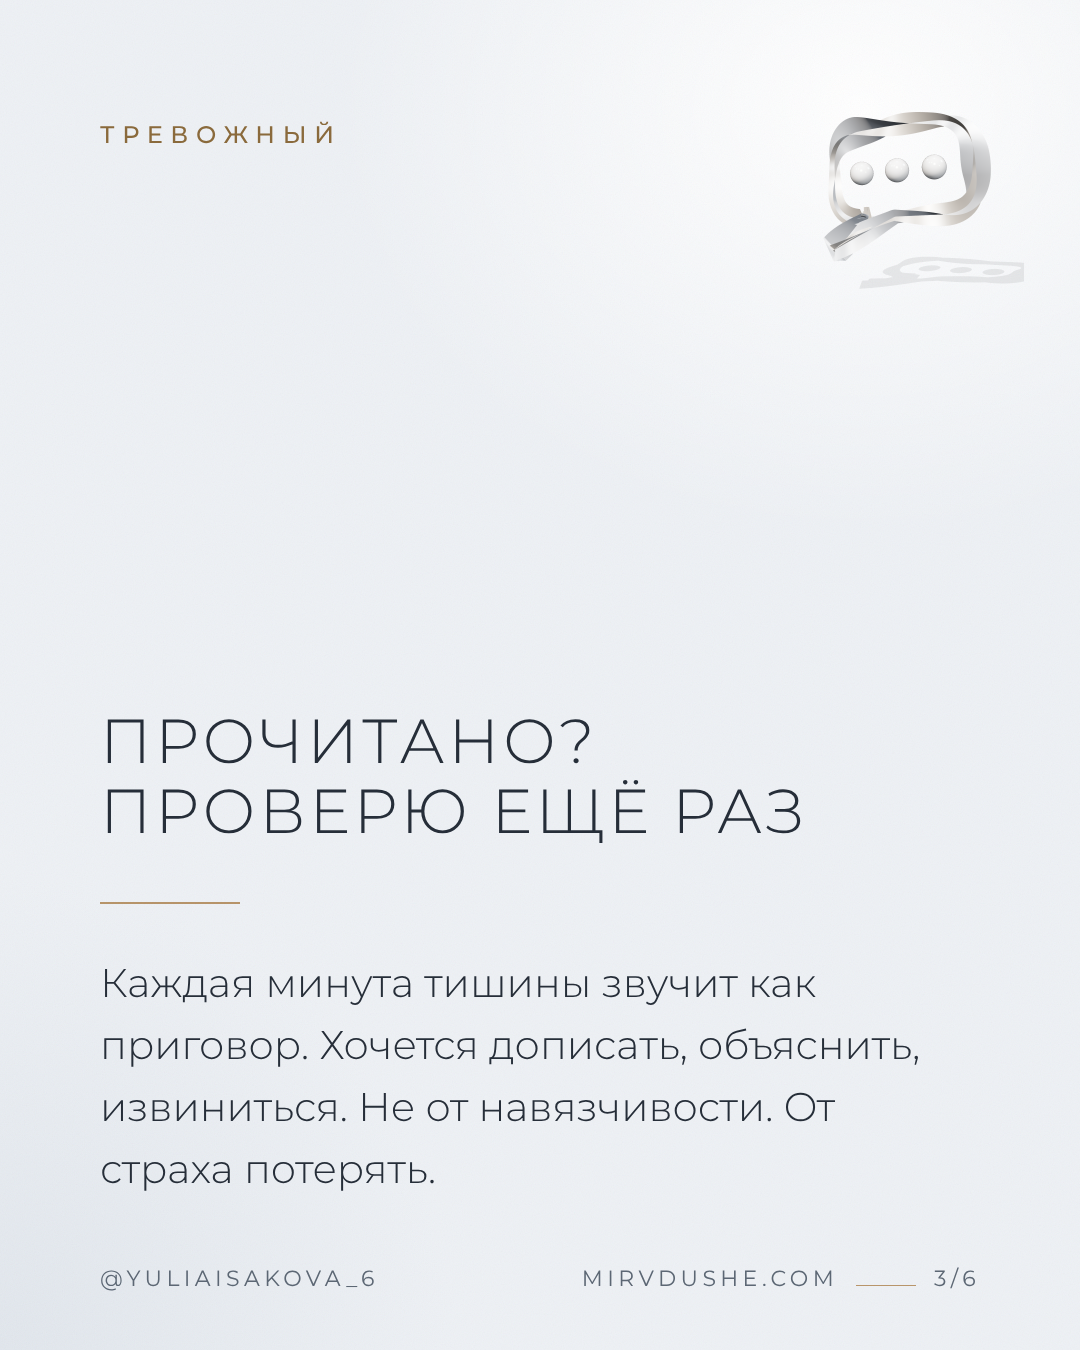 ТРЕВОЖНЫЙ
ПРОЧИТАНО?
ПРОВЕРЮ ЕЩЁ РАЗ
Каждая минута тишины звучит как
приговор. Хочется дописать, объяснить,
извиниться. Не от навязчивости. От
страха потерять.
@YULIAISAKOVA_6
MIRVDUSHE.COM 3/6